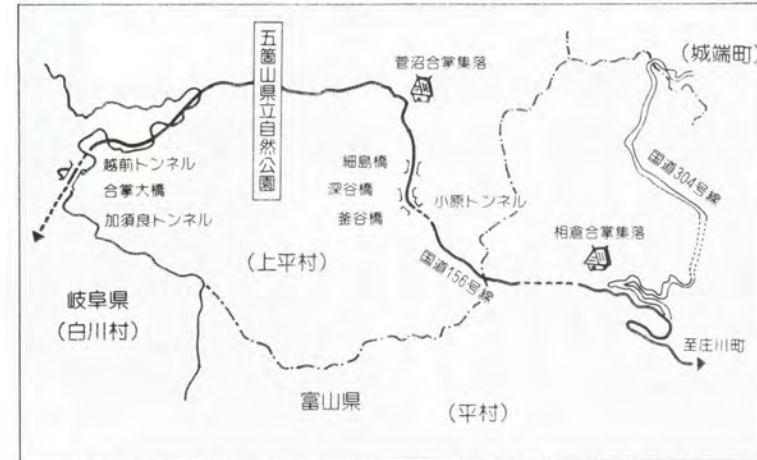 五箇山県立自然公園
(城端町)
菅沼合掌集落
国道304号線
越前トンネル
合掌大橋
加須良トンネル
細島橋
深谷橋
釜谷橋
小原トンネル
相倉合掌集落
(上平村)
国道156号線
岐阜県
(白川村)
至庄川町
富山県
(平村)